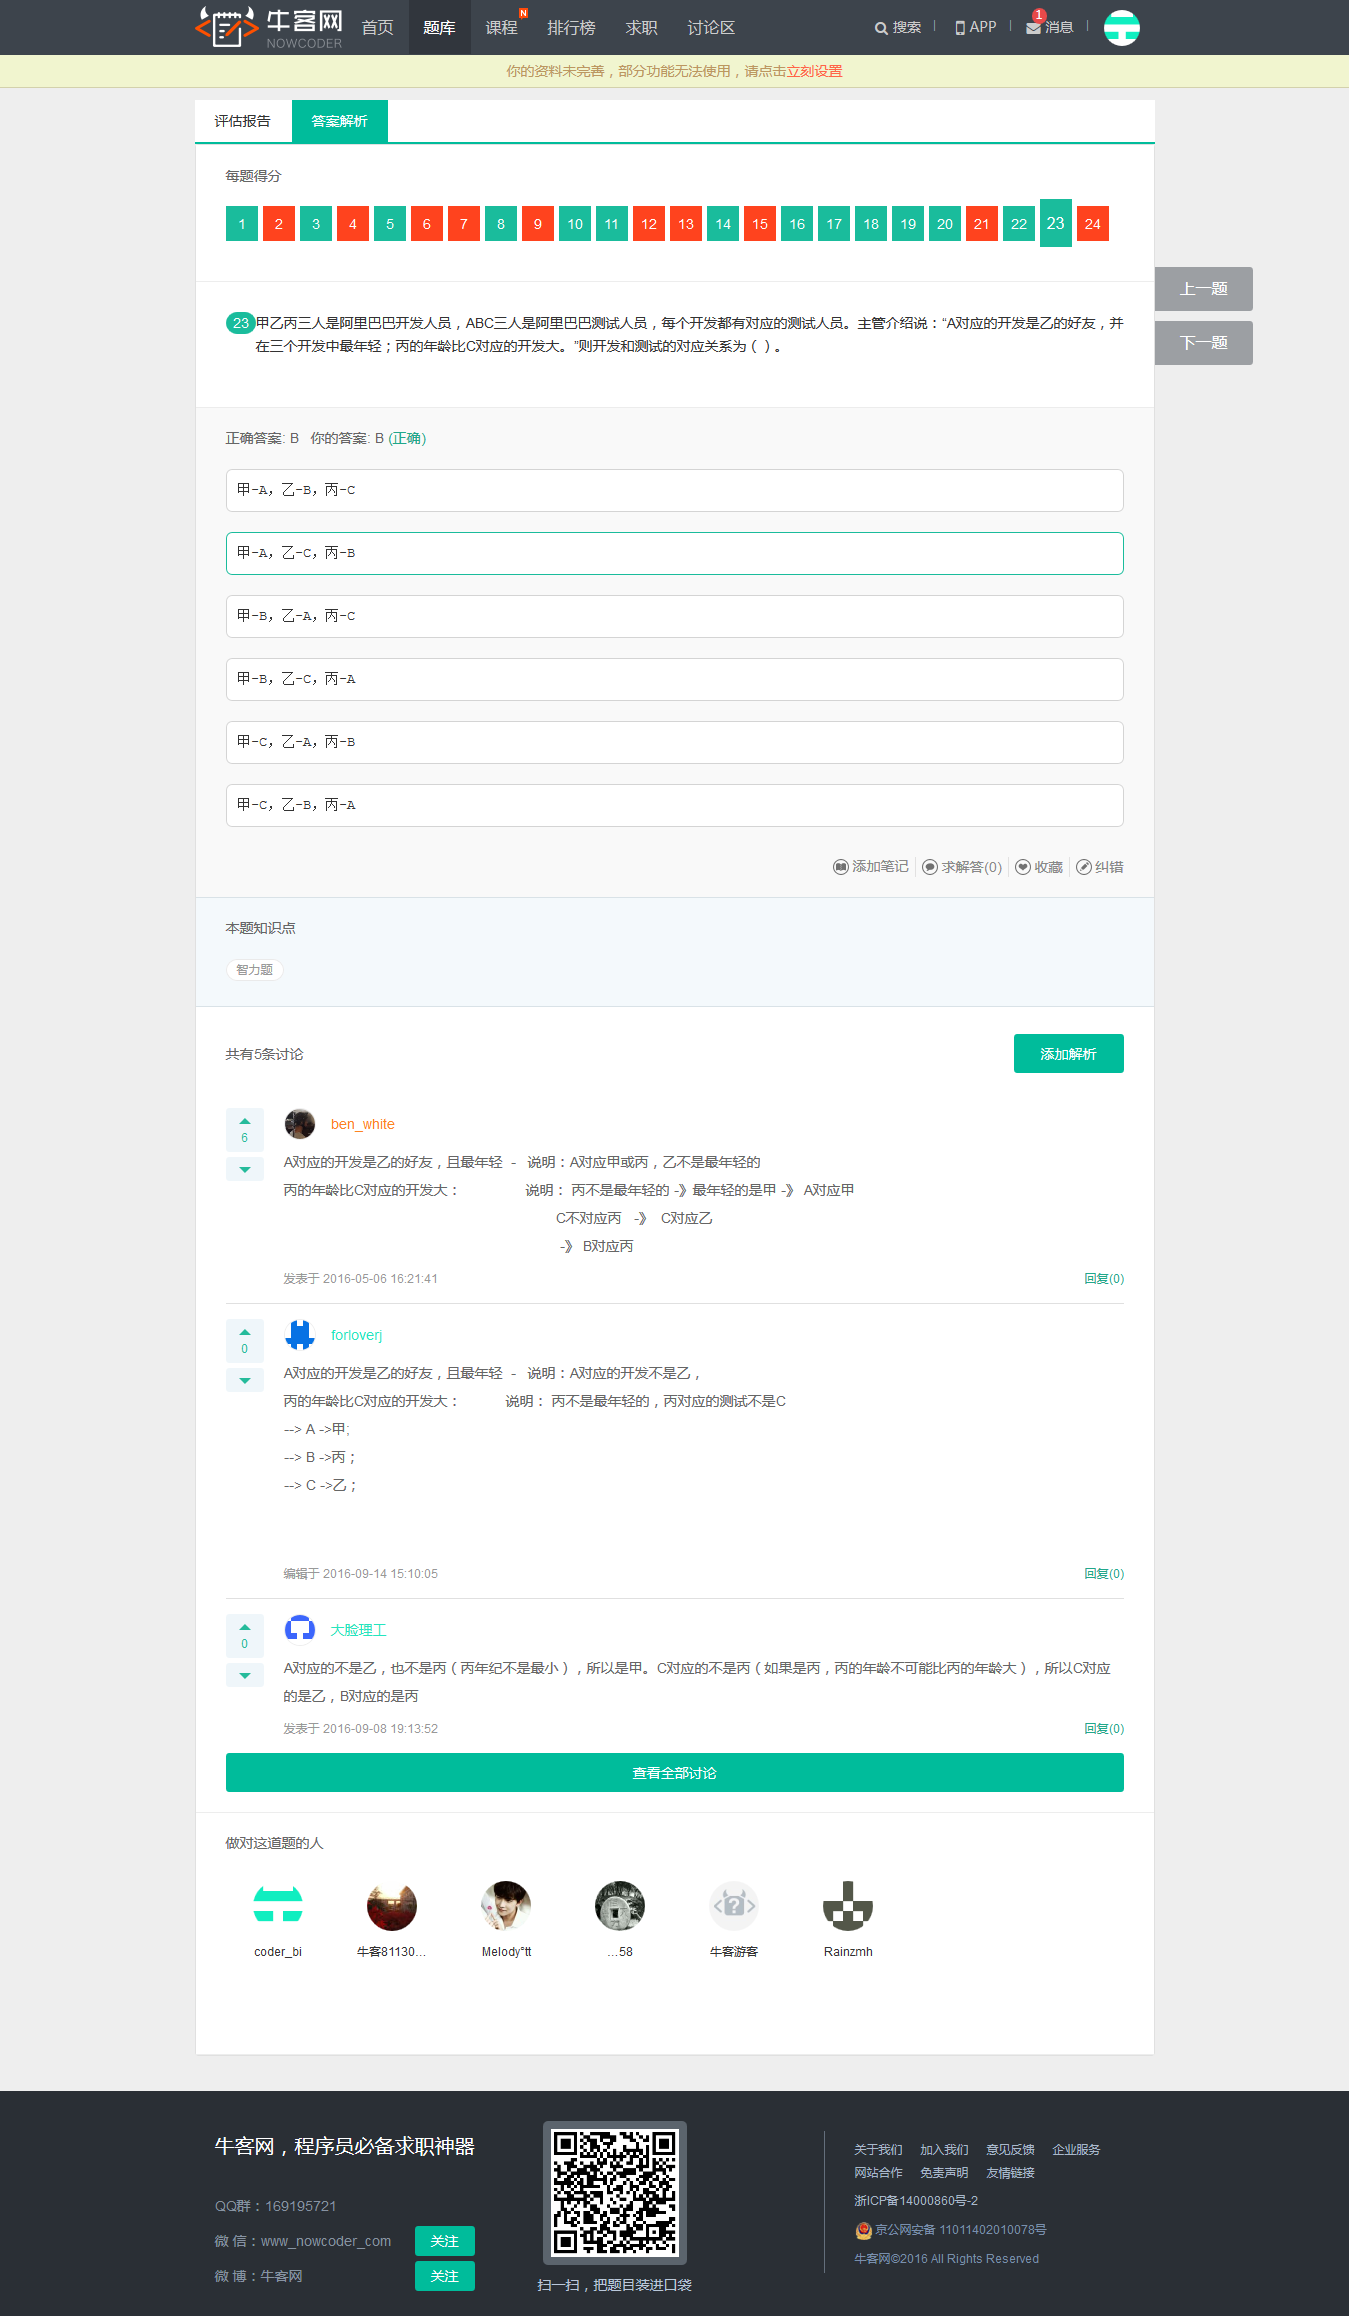 牛客网 NOWCODER 首页 题库 课程 N 排行榜 求职 讨论区 搜索 APP 1 消息
你的资料未完善，部分功能无法使用，请点击立刻设置
评估报告 答案解析
每题得分
1 2 3 4 5 6 7 8 9 10 11 12 13 14 15 16 17 18 19 20 21 22 23 24
上一题
下一题
23 甲乙丙三人是阿里巴巴开发人员，ABC三人是阿里巴巴测试人员，每个开发都有对应的测试人员。主管介绍说：“A对应的开发是乙的好友，并
在三个开发中最年轻；丙的年龄比C对应的开发大。”则开发和测试的对应关系为（ ）。
正确答案: B 你的答案: B (正确)
甲-A，乙-B，丙-C
甲-A，乙-C，丙-B
甲-B，乙-A，丙-C
甲-B，乙-C，丙-A
甲-C，乙-A，丙-B
甲-C，乙-B，丙-A
添加笔记 求解答(0) 收藏 纠错
本题知识点
智力题
共有5条讨论 添加解析
6 ben_white
A对应的开发是乙的好友，且最年轻 - 说明：A对应甲或丙，乙不是最年轻的
丙的年龄比C对应的开发大： 说明： 丙不是最年轻的 -》最年轻的是甲 -》 A对应甲
C不对应丙 -》 C对应乙
-》 B对应丙
发表于 2016-05-06 16:21:41 回复(0)
0 forloverj
A对应的开发是乙的好友，且最年轻 - 说明：A对应的开发不是乙，
丙的年龄比C对应的开发大： 说明： 丙不是最年轻的，丙对应的测试不是C
--> A ->甲;
--> B ->丙；
--> C ->乙；
编辑于 2016-09-14 15:10:05 回复(0)
0 大脸理工
A对应的不是乙，也不是丙（丙年纪不是最小），所以是甲。C对应的不是丙（如果是丙，丙的年龄不可能比丙的年龄大），所以C对应
的是乙，B对应的是丙
发表于 2016-09-08 19:13:52 回复(0)
查看全部讨论
做对这道题的人
coder_bi 牛客81130... Melody°tt ...58 牛客游客 Rainzmh
牛客网，程序员必备求职神器
QQ群：169195721
微 信：www_nowcoder_com 关注
微 博：牛客网 关注
扫一扫，把题目装进口袋
关于我们 加入我们 意见反馈 企业服务
网站合作 免责声明 友情链接
浙ICP备14000860号-2
京公网安备 11011402010078号
牛客网©2016 All Rights Reserved